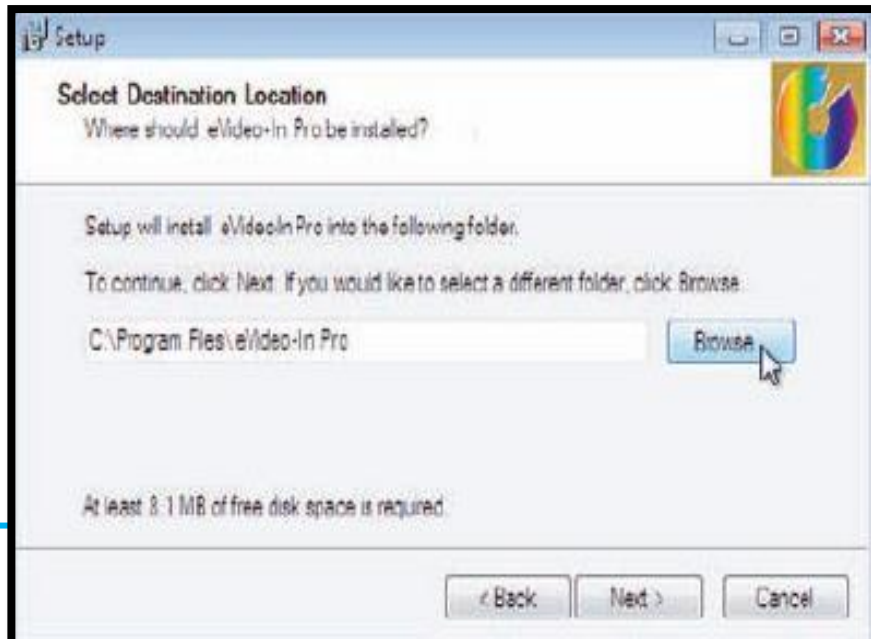 Setup
Select Destination Location
Where should eVideo-In Pro be installed?
Setup will install eVideo-In Pro into the following folder.
To continue, click Next. If you would like to select a different folder, click Browse.
C:\Program Files\eVideo-In Pro
Browse...
At least 8.1 MB of free disk space is required.
< Back
Next >
Cancel